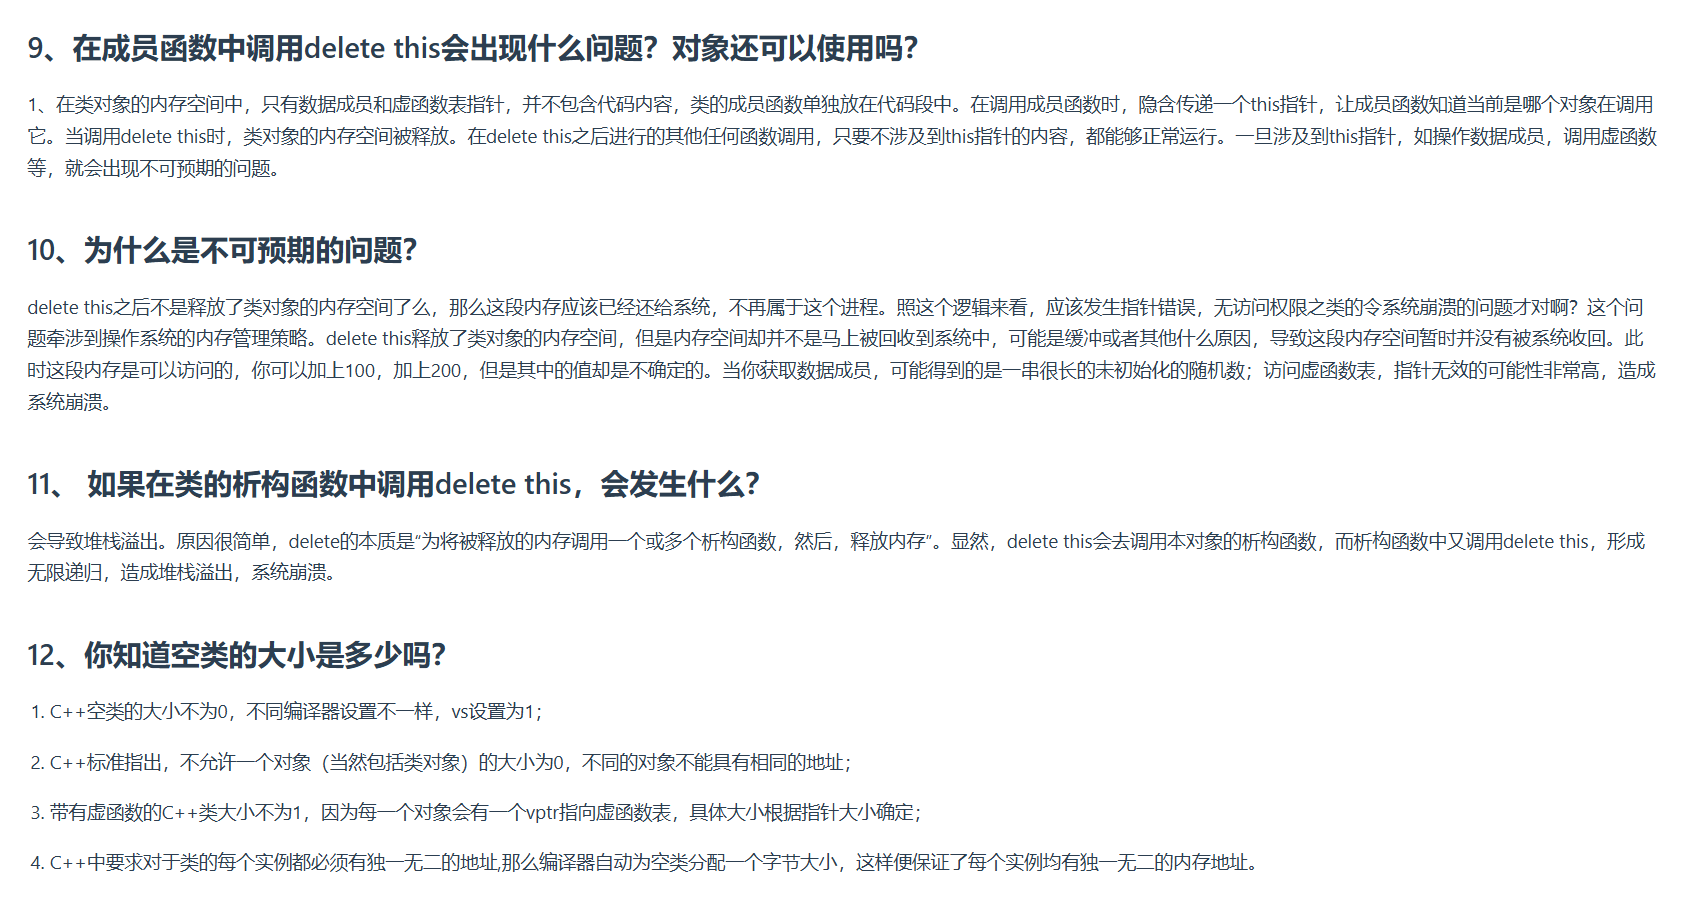 9、在成员函数中调用delete this会出现什么问题？对象还可以使用吗？
1、在类对象的内存空间中，只有数据成员和虚函数表指针，并不包含代码内容，类的成员函数单独放在代码段中。在调用成员函数时，隐含传递一个this指针，让成员函数知道当前是哪个对象在调用
它。当调用delete this时，类对象的内存空间被释放。在delete this之后进行的其他任何函数调用，只要不涉及到this指针的内容，都能够正常运行。一旦涉及到this指针，如操作数据成员，调用虚函数
等，就会出现不可预期的问题。
10、为什么是不可预期的问题？
delete this之后不是释放了类对象的内存空间了么，那么这段内存应该已经还给系统，不再属于这个进程。照这个逻辑来看，应该发生指针错误，无访问权限之类的令系统崩溃的问题才对啊？这个问
题牵涉到操作系统的内存管理策略。delete this释放了类对象的内存空间，但是内存空间却并不是马上被回收到系统中，可能是缓冲或者其他什么原因，导致这段内存空间暂时并没有被系统收回。此
时这段内存是可以访问的，你可以加上100，加上200，但是其中的值却是不确定的。当你获取数据成员，可能得到的是一串很长的未初始化的随机数；访问虚函数表，指针无效的可能性非常高，造成
系统崩溃。
11、 如果在类的析构函数中调用delete this，会发生什么？
会导致堆栈溢出。原因很简单，delete的本质是“为将被释放的内存调用一个或多个析构函数，然后，释放内存”。显然，delete this会去调用本对象的析构函数，而析构函数中又调用delete this，形成
无限递归，造成堆栈溢出，系统崩溃。
12、你知道空类的大小是多少吗？
1. C++空类的大小不为0，不同编译器设置不一样，vs设置为1；
2. C++标准指出，不允许一个对象（当然包括类对象）的大小为0，不同的对象不能具有相同的地址；
3. 带有虚函数的C++类大小不为1，因为每一个对象会有一个vptr指向虚函数表，具体大小根据指针大小确定；
4. C++中要求对于类的每个实例都必须有独一无二的地址,那么编译器自动为空类分配一个字节大小，这样便保证了每个实例均有独一无二的内存地址。